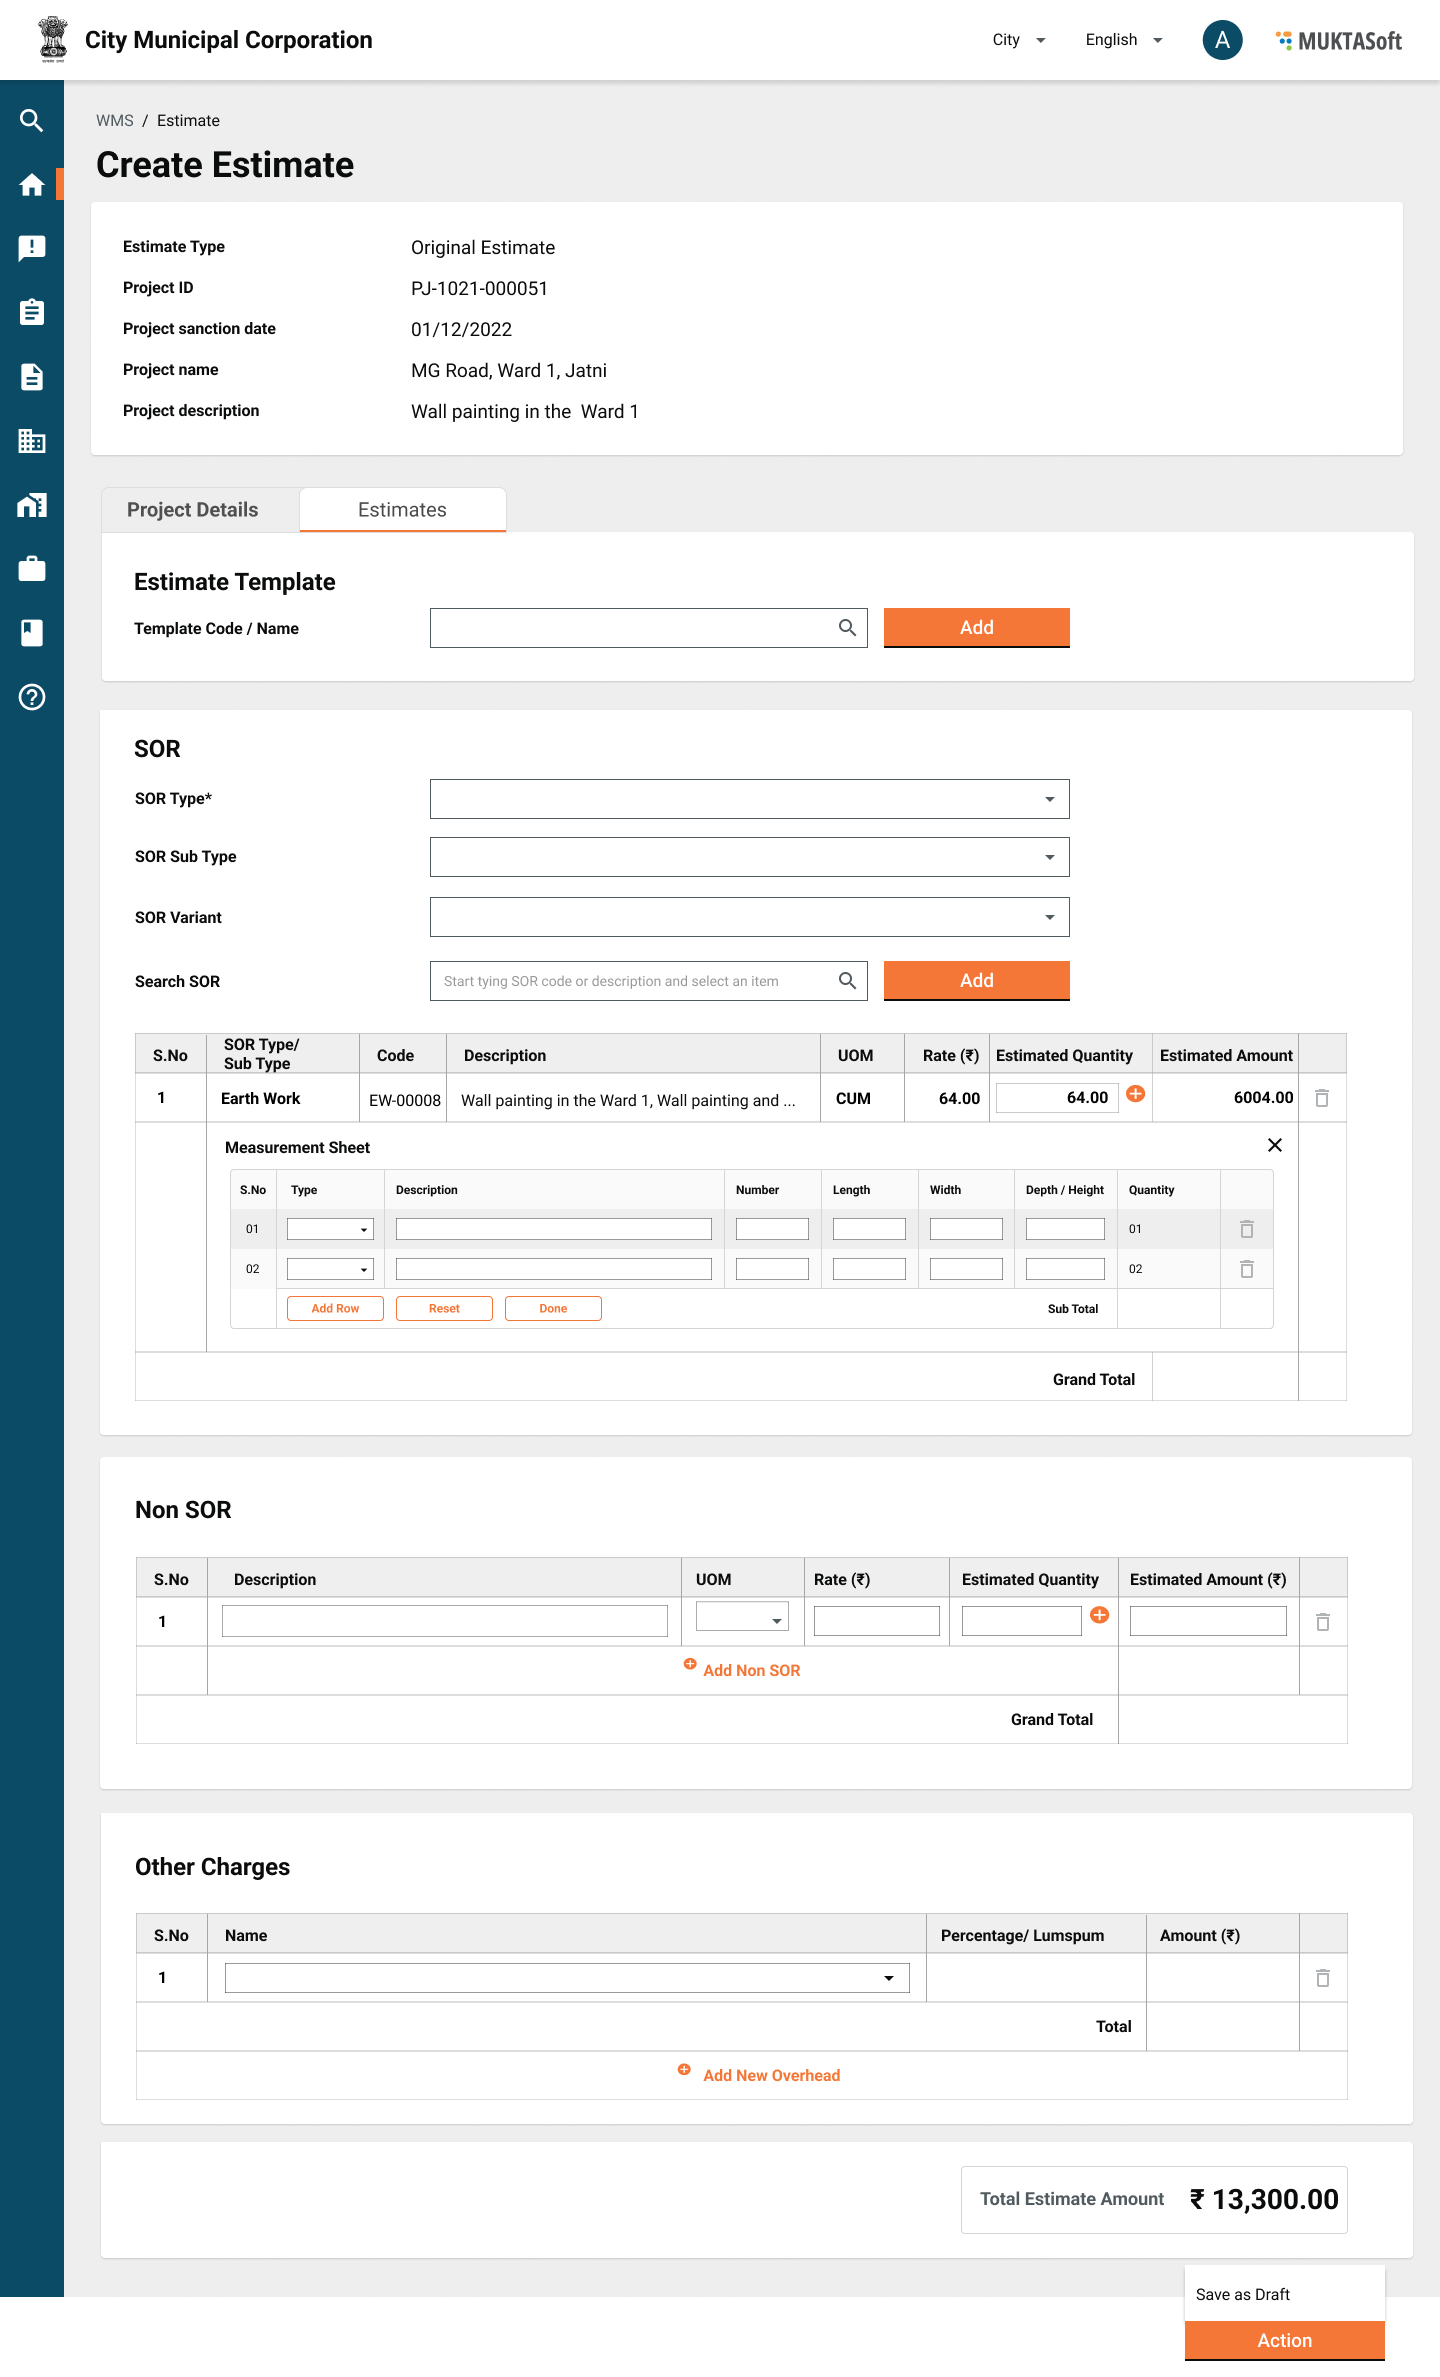 City Municipal Corporation
City
English
A
MUKTASoft
WMS / Estimate
Create Estimate
Estimate Type Original Estimate
Project ID PJ-1021-000051
Project sanction date 01/12/2022
Project name MG Road, Ward 1, Jatni
Project description Wall painting in the Ward 1
Project Details Estimates
Estimate Template
Template Code / Name Add
SOR
SOR Type*
SOR Sub Type
SOR Variant
Search SOR Start tying SOR code or description and select an item Add
S.No SOR Type/ Sub Type Code Description UOM Rate (₹) Estimated Quantity Estimated Amount
1 Earth Work EW-00008 Wall painting in the Ward 1, Wall painting and ... CUM 64.00 64.00 6004.00
Measurement Sheet
S.No Type Description Number Length Width Depth / Height Quantity
01 01
02 02
Add Row Reset Done Sub Total
Grand Total
Non SOR
S.No Description UOM Rate (₹) Estimated Quantity Estimated Amount (₹)
1
Add Non SOR
Grand Total
Other Charges
S.No Name Percentage/ Lumspum Amount (₹)
1
Total
Add New Overhead
Total Estimate Amount ₹ 13,300.00
Save as Draft
Action